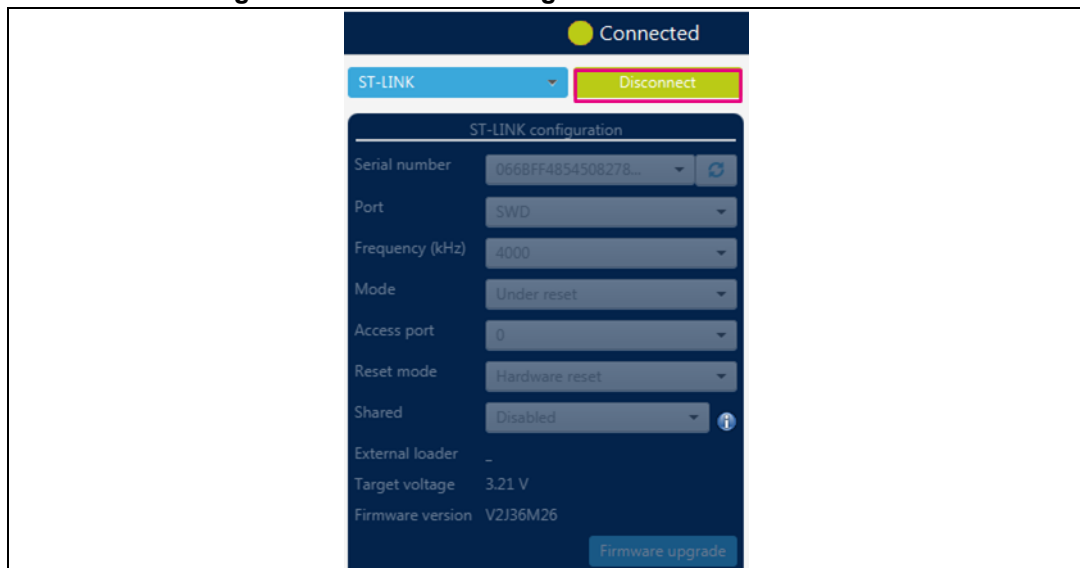 Connected
ST-LINK Disconnect
ST-LINK configuration
Serial number 066BFF4854508278...
Port SWD
Frequency (kHz) 4000
Mode Under reset
Access port 0
Reset mode Hardware reset
Shared Disabled
External loader _
Target voltage 3.21 V
Firmware version V2J36M26
Firmware upgrade